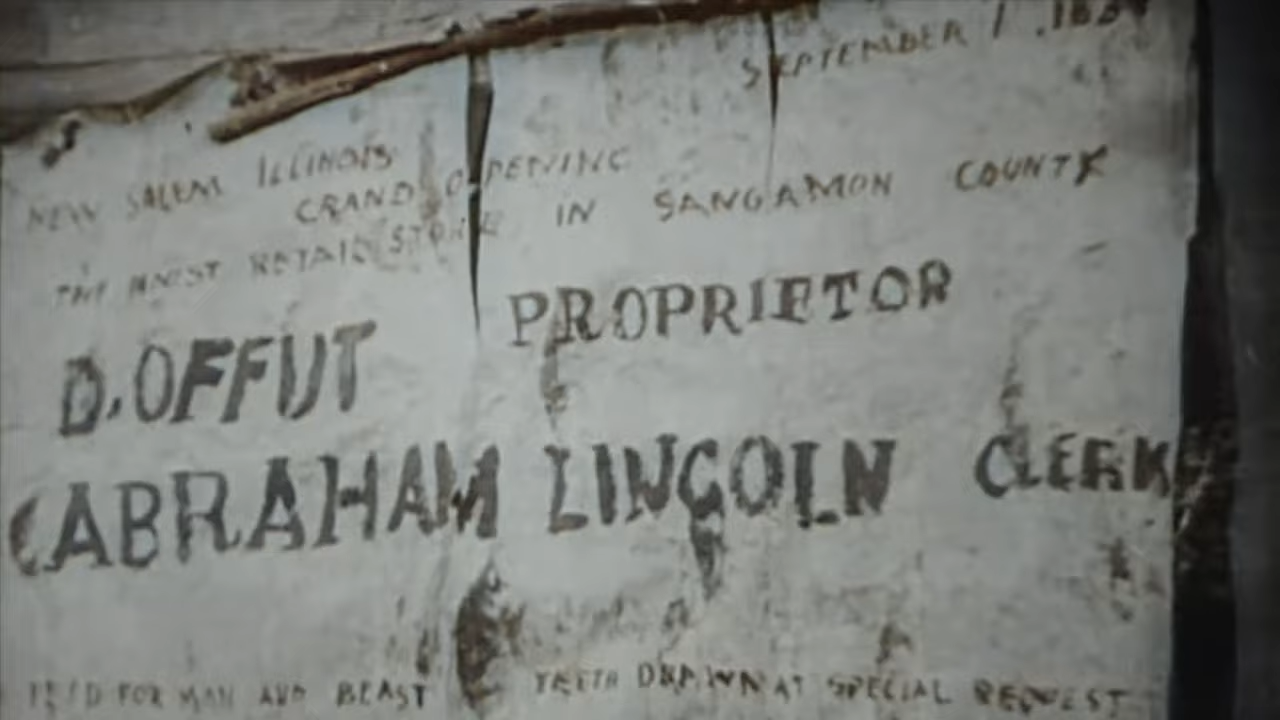 SEPTEMBER 1
NEW SALEM ILLINOIS
GRAND OPENING
THE FINEST RETAIL STORE IN SANGAMON COUNTY
D. OFFUT PROPRIETOR
ABRAHAM LINCOLN CLERK
FEED FOR MAN AND BEAST TEETH DRAWN AT SPECIAL REQUEST